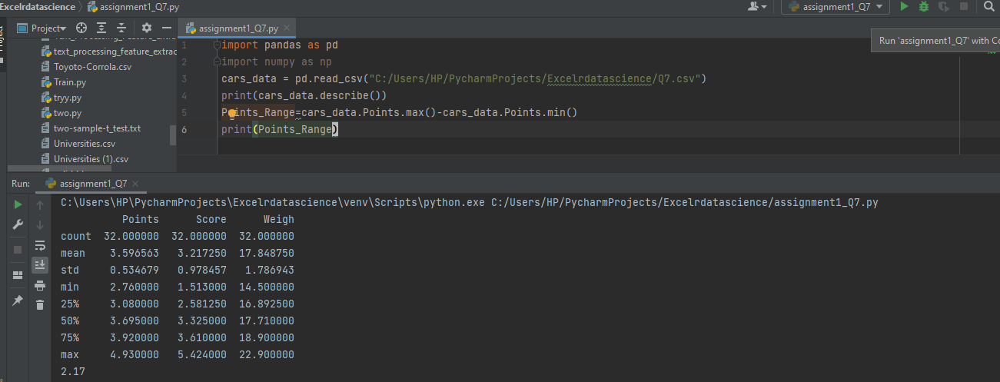 Excelrdatascience assignment1_Q7.py assignment1_Q7
Project assignment1_Q7.py Run 'assignment1_Q7' with Co
text_processing_feature_extrac
Toyoto-Corrola.csv
Train.py
tryy.py
two.py
two-sample-t_test.txt
Universities.csv
Universities (1).csv
Project
1 import pandas as pd
2 import numpy as np
3 cars_data = pd.read_csv("C:/Users/HP/PycharmProjects/Excelrdatascience/Q7.csv")
4 print(cars_data.describe())
5 Points_Range=cars_data.Points.max()-cars_data.Points.min()
6 print(Points_Range)
Run: assignment1_Q7
C:\Users\HP\PycharmProjects\Excelrdatascience\venv\Scripts\python.exe C:/Users/HP/PycharmProjects/Excelrdatascience/assignment1_Q7.py
Points Score Weigh
count 32.000000 32.000000 32.000000
mean 3.596563 3.217250 17.848750
std 0.534679 0.978457 1.786943
min 2.760000 1.513000 14.500000
25% 3.080000 2.581250 16.892500
50% 3.695000 3.325000 17.710000
75% 3.920000 3.610000 18.900000
max 4.930000 5.424000 22.900000
2.17